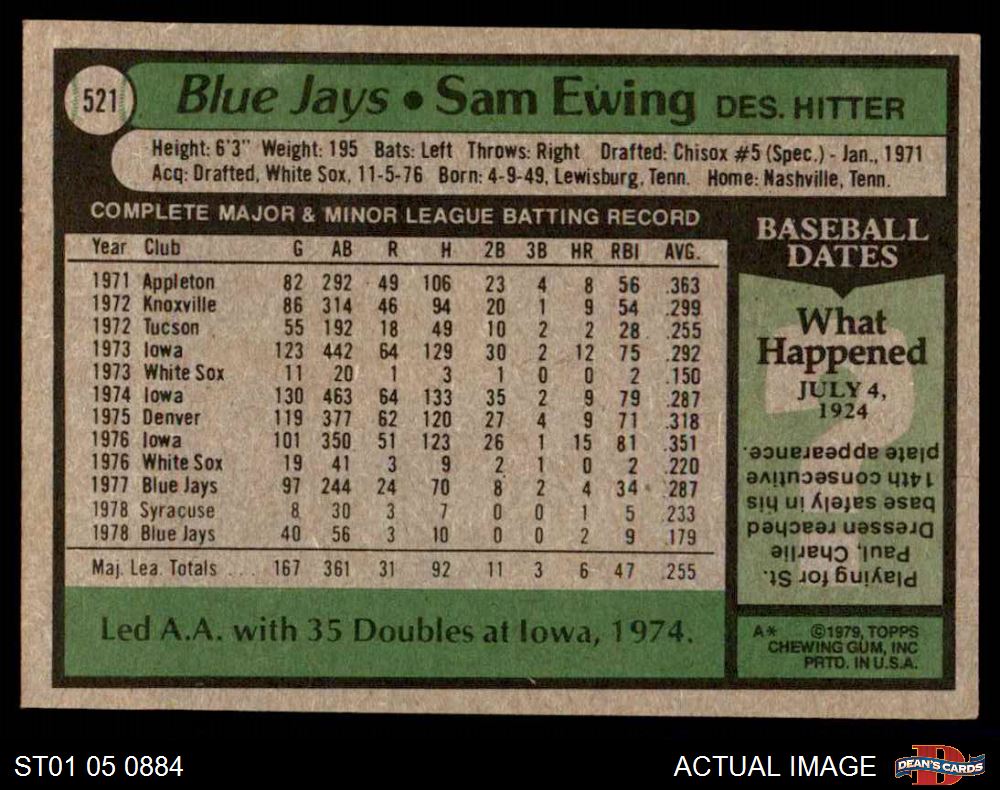 521
Blue Jays • Sam Ewing DES. HITTER
Height: 6'3" Weight: 195 Bats: Left Throws: Right Drafted: Chisox #5 (Spec.) - Jan., 1971
Acq: Drafted, White Sox, 11-5-76 Born: 4-9-49, Lewisburg, Tenn. Home: Nashville, Tenn.
COMPLETE MAJOR & MINOR LEAGUE BATTING RECORD
Year Club G AB R H 2B 3B HR RBI AVG.
1971 Appleton 82 292 49 106 23 4 8 56 .363
1972 Knoxville 86 314 46 94 20 1 9 54 .299
1972 Tucson 55 192 18 49 10 2 2 28 .255
1973 Iowa 123 442 64 129 30 2 12 75 .292
1973 White Sox 11 20 1 3 1 0 0 2 .150
1974 Iowa 130 463 64 133 35 2 9 79 .287
1975 Denver 119 377 62 120 27 4 9 71 .318
1976 Iowa 101 350 51 123 26 1 15 81 .351
1976 White Sox 19 41 3 9 2 1 0 2 .220
1977 Blue Jays 97 244 24 70 8 2 4 34 .287
1978 Syracuse 8 30 3 7 0 0 1 5 .233
1978 Blue Jays 40 56 3 10 0 0 2 9 .179
Maj. Lea. Totals ... 167 361 31 92 11 3 6 47 .255
Led A.A. with 35 Doubles at Iowa, 1974.
BASEBALL
DATES
What
Happened
JULY 4,
1924
Playing for St.
Paul, Charlie
Dressen reached
base safely in his
14th consecutive
plate appearance.
A* ©1979, TOPPS
CHEWING GUM, INC
PRTD. IN U.S.A.
ST01 05 0884
ACTUAL IMAGE
DEAN'S CARDS